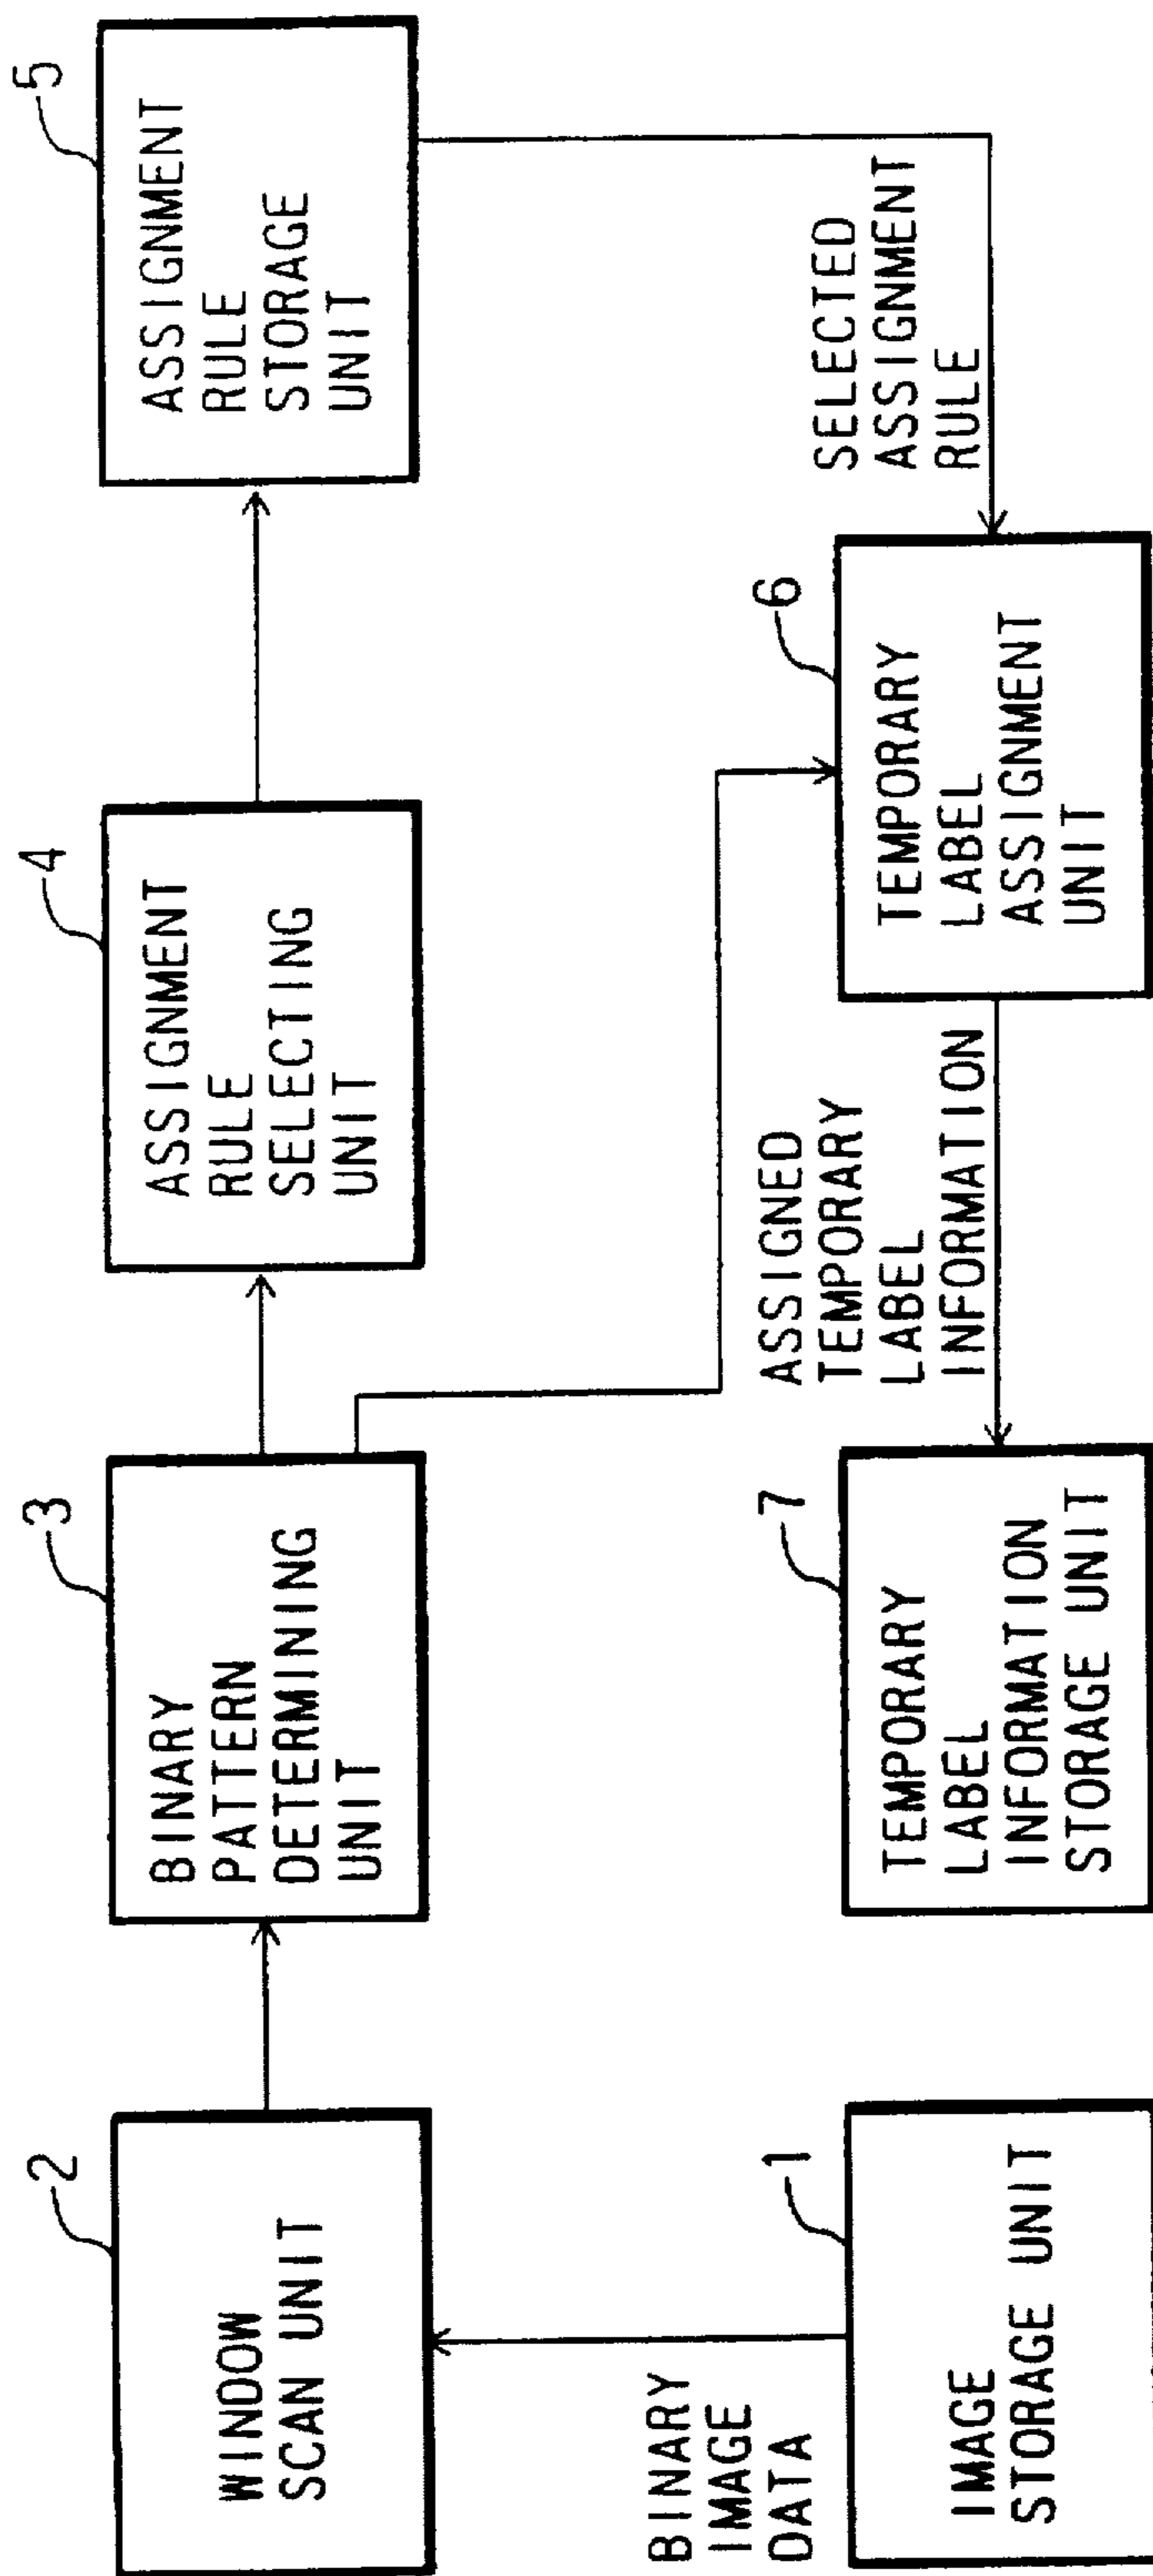 2
WINDOW
SCAN UNIT
3
BINARY
PATTERN
DETERMINING
UNIT
4
ASSIGNMENT
RULE
SELECTING
UNIT
5
ASSIGNMENT
RULE
STORAGE
UNIT
BINARY
IMAGE
DATA
1
IMAGE
STORAGE UNIT
7
TEMPORARY
LABEL
INFORMATION
STORAGE UNIT
ASSIGNED
TEMPORARY
LABEL
INFORMATION
6
TEMPORARY
LABEL
ASSIGNMENT
UNIT
SELECTED
ASSIGNMENT
RULE